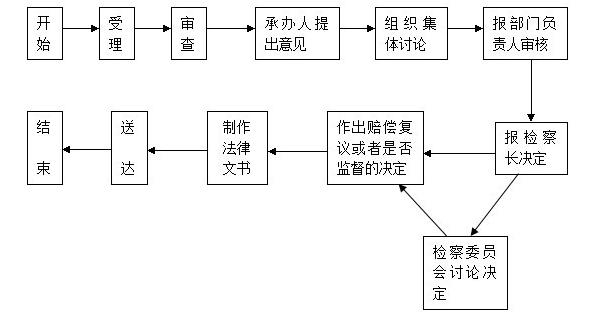 开
始
受
理
审
查
承办人提
出意见
组织集
体讨论
报部门负
责人审核
报检察
长决定
检察委员
会讨论决
定
作出赔偿复
议或者是否
监督的决定
制作
法律
文书
送
达
结
束